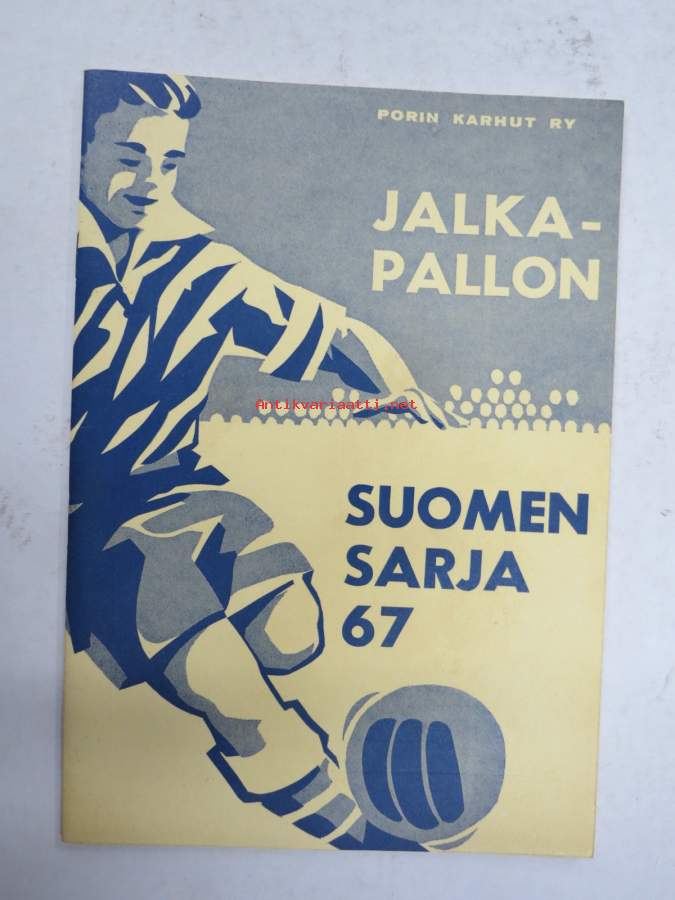 PORIN KARHUT RY
JALKA-
PALLON
Antikvariaatti.net
SUOMEN
SARJA
67